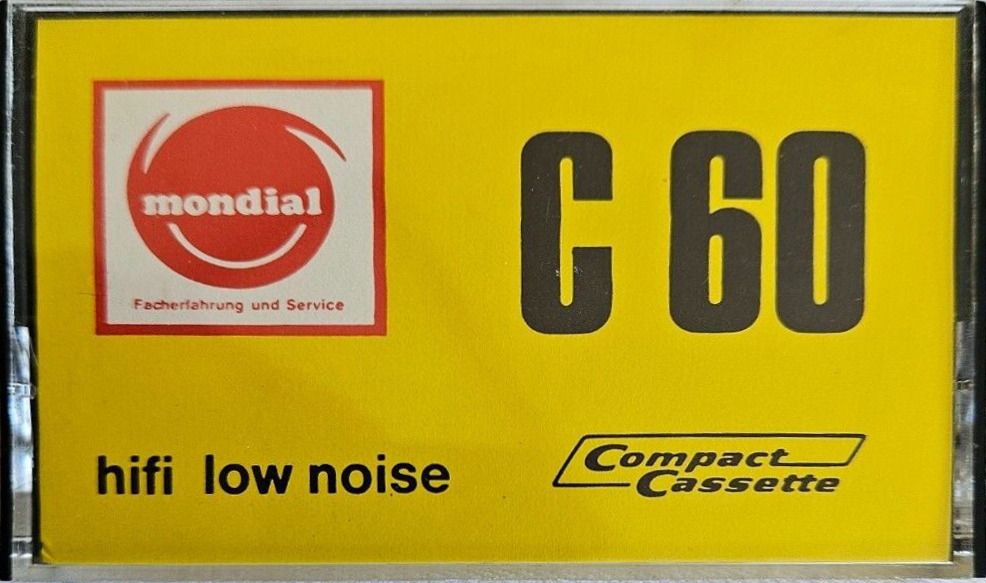 mondial
Facherfahrung und Service
C 60
hifi low noise
Compact
Cassette